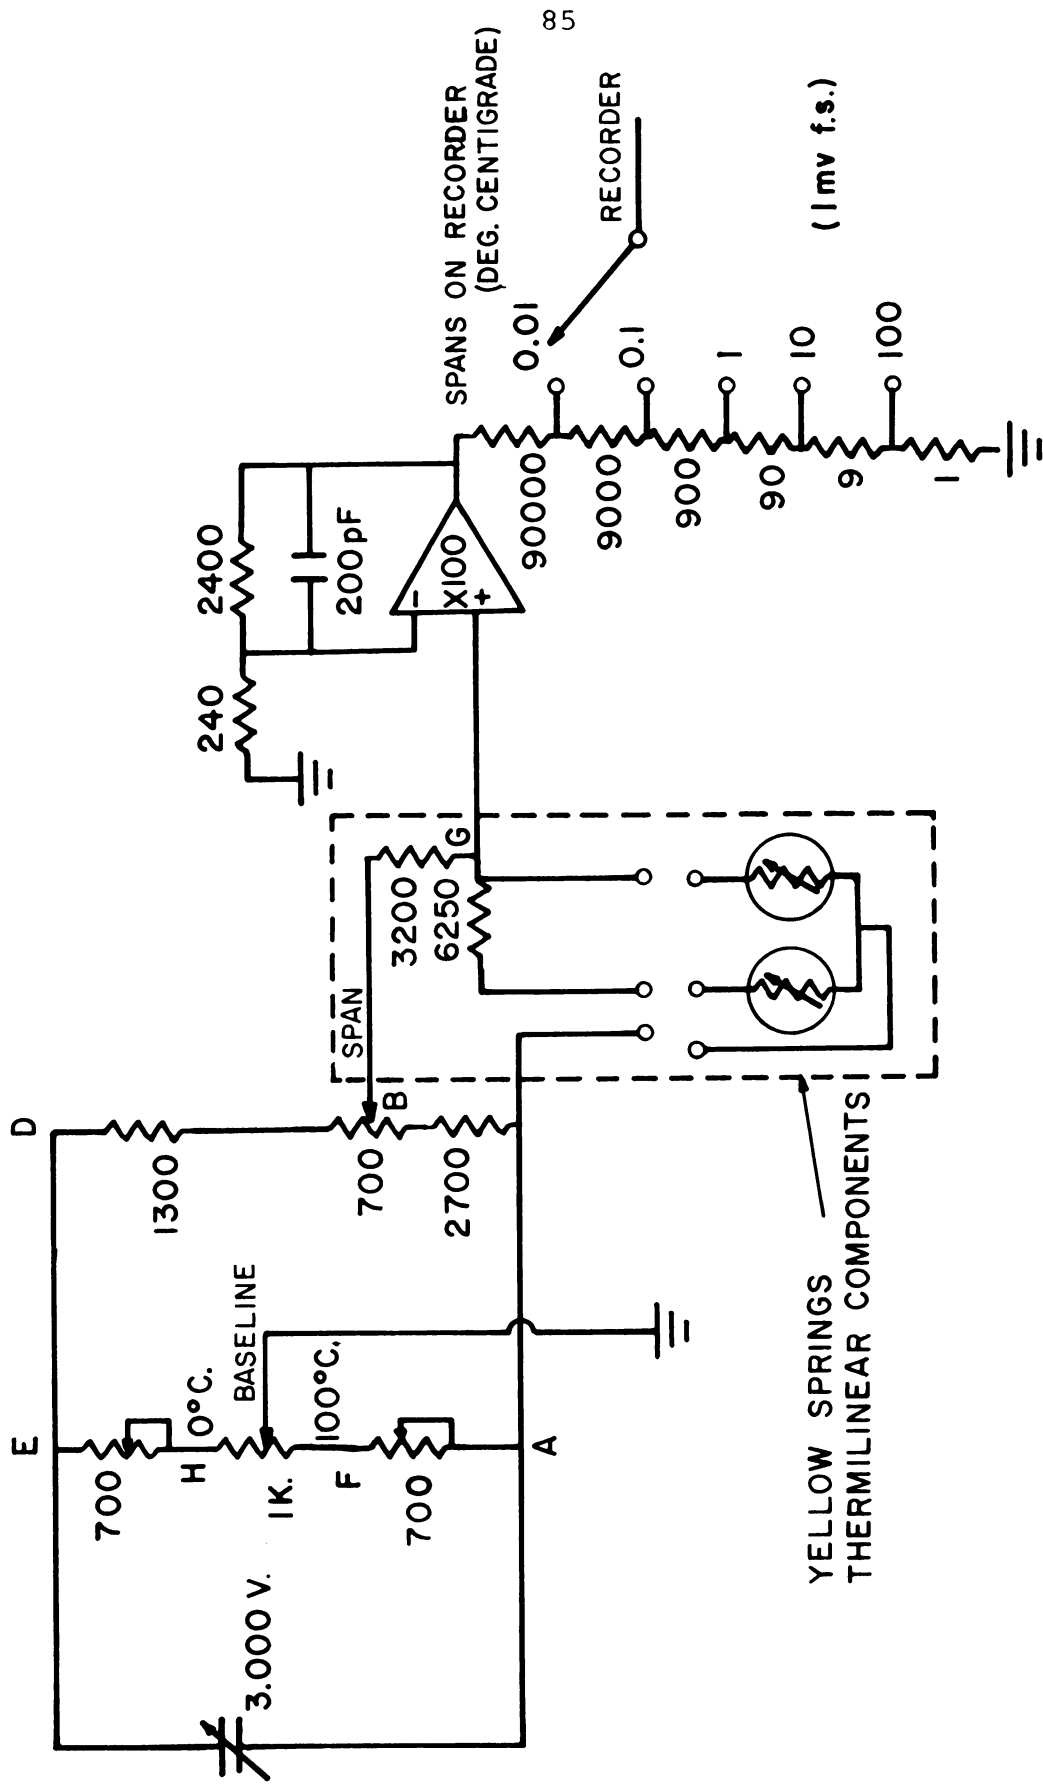 85
SPANS ON RECORDER
(DEG. CENTIGRADE)
RECORDER
(1mv f.s.)
0.01
0.1
1
10
100
90000
9000
900
90
9
1
2400
240
200pF
X100
−
+
G
3200
6250
SPAN
B
D
1300
700
2700
E
700
H
0°C.
BASELINE
1K.
100°C.
F
700
A
3.000 V.
YELLOW SPRINGS
THERMILINEAR COMPONENTS